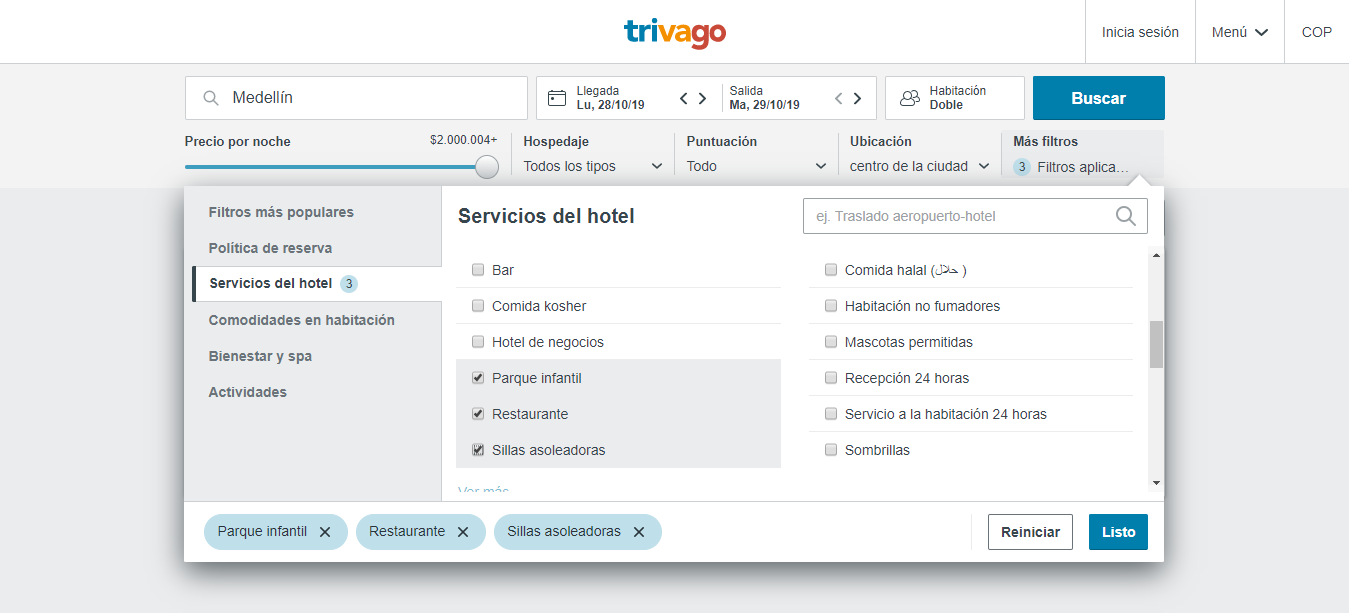 trivago
Inicia sesión
Menú
COP
Medellín
Llegada
Lu, 28/10/19
Salida
Ma, 29/10/19
Habitación
Doble
Buscar
Precio por noche
$2.000.004+
Hospedaje
Todos los tipos
Puntuación
Todo
Ubicación
centro de la ciudad
Más filtros
3 Filtros aplica…
Filtros más populares
Política de reserva
Servicios del hotel 3
Comodidades en habitación
Bienestar y spa
Actividades
Servicios del hotel
ej. Traslado aeropuerto-hotel
Bar
Comida kosher
Hotel de negocios
Parque infantil
Restaurante
Sillas asoleadoras
Ver más
Comida halal (حلال )
Habitación no fumadores
Mascotas permitidas
Recepción 24 horas
Servicio a la habitación 24 horas
Sombrillas
Parque infantil
Restaurante
Sillas asoleadoras
Reiniciar
Listo